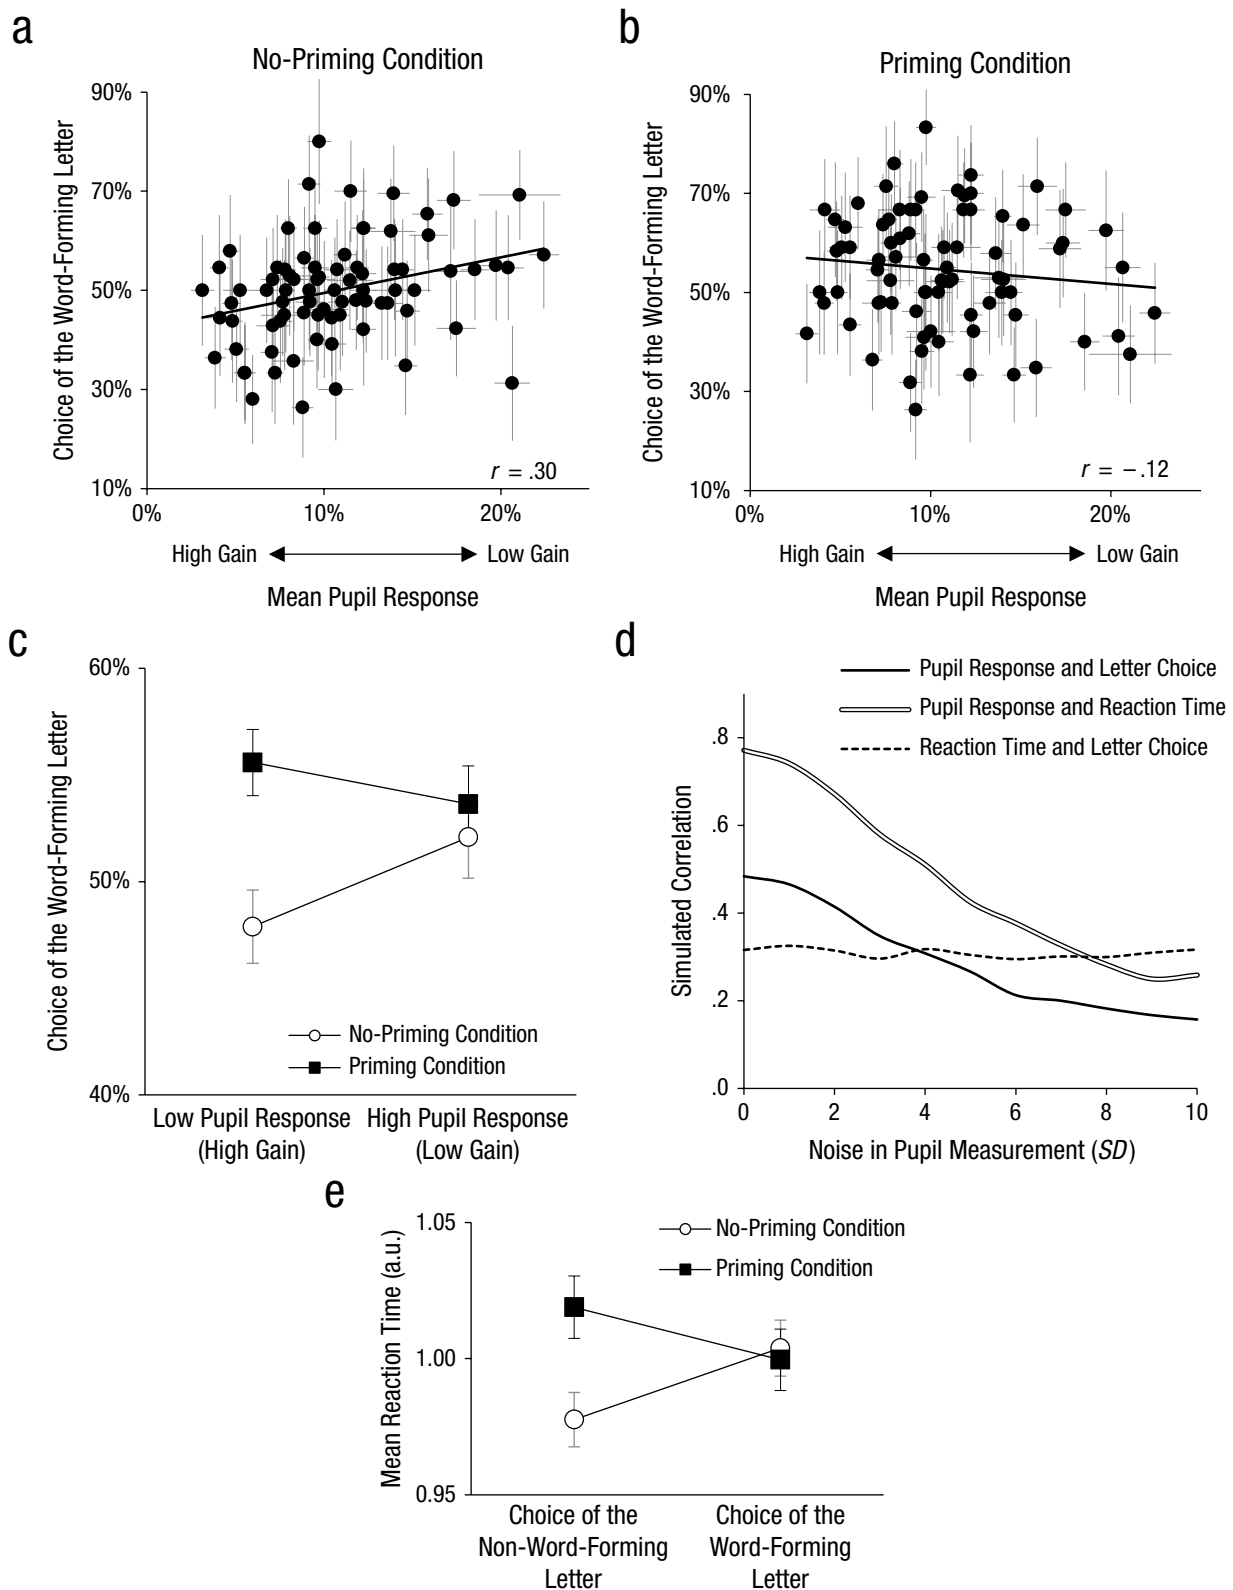 a
No-Priming Condition
90%
70%
50%
30%
10%
Choice of the Word-Forming Letter
r = .30
0%
10%
20%
High Gain
Low Gain
Mean Pupil Response
b
Priming Condition
90%
70%
50%
30%
10%
Choice of the Word-Forming Letter
r = −.12
0%
10%
20%
High Gain
Low Gain
Mean Pupil Response
c
60%
50%
40%
Choice of the Word-Forming Letter
No-Priming Condition
Priming Condition
Low Pupil Response
(High Gain)
High Pupil Response
(Low Gain)
d
Pupil Response and Letter Choice
Pupil Response and Reaction Time
Reaction Time and Letter Choice
.8
.6
.4
.2
.0
Simulated Correlation
0
2
4
6
8
10
Noise in Pupil Measurement (SD)
e
1.05
1.00
0.95
Mean Reaction Time (a.u.)
No-Priming Condition
Priming Condition
Choice of the
Non-Word-Forming
Letter
Choice of the
Word-Forming
Letter